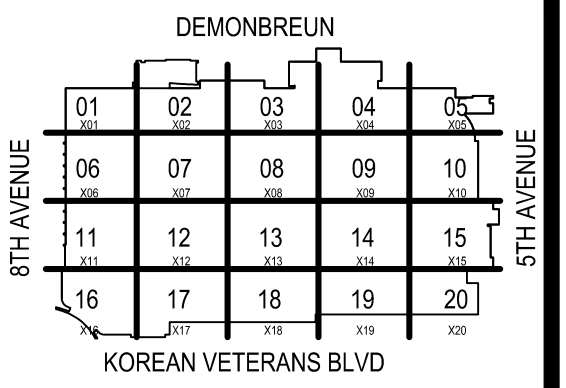 DEMONBREUN
01 02 03 04 05
X01 X02 X03 X04 X05
06 07 08 09 10
X06 X07 X08 X09 X10
11 12 13 14 15
X11 X12 X13 X14 X15
16 17 18 19 20
X16 X17 X18 X19 X20
8TH AVENUE
5TH AVENUE
KOREAN VETERANS BLVD